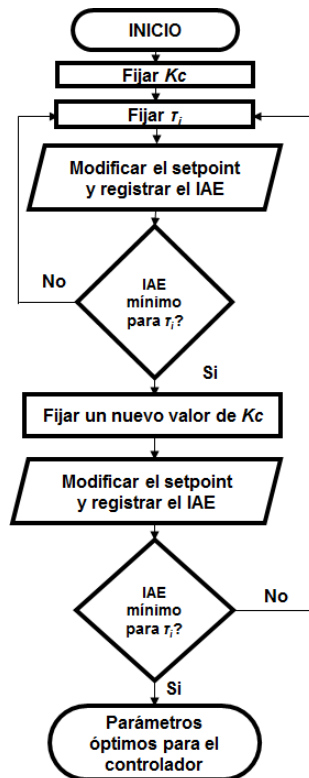 INICIO
Fijar Kc
Fijar τi
Modificar el setpoint
y registrar el IAE
No
IAE
mínimo
para τi?
Si
Fijar un nuevo valor de Kc
Modificar el setpoint
y registrar el IAE
IAE
mínimo
para τi?
No
Si
Parámetros
óptimos para el
controlador